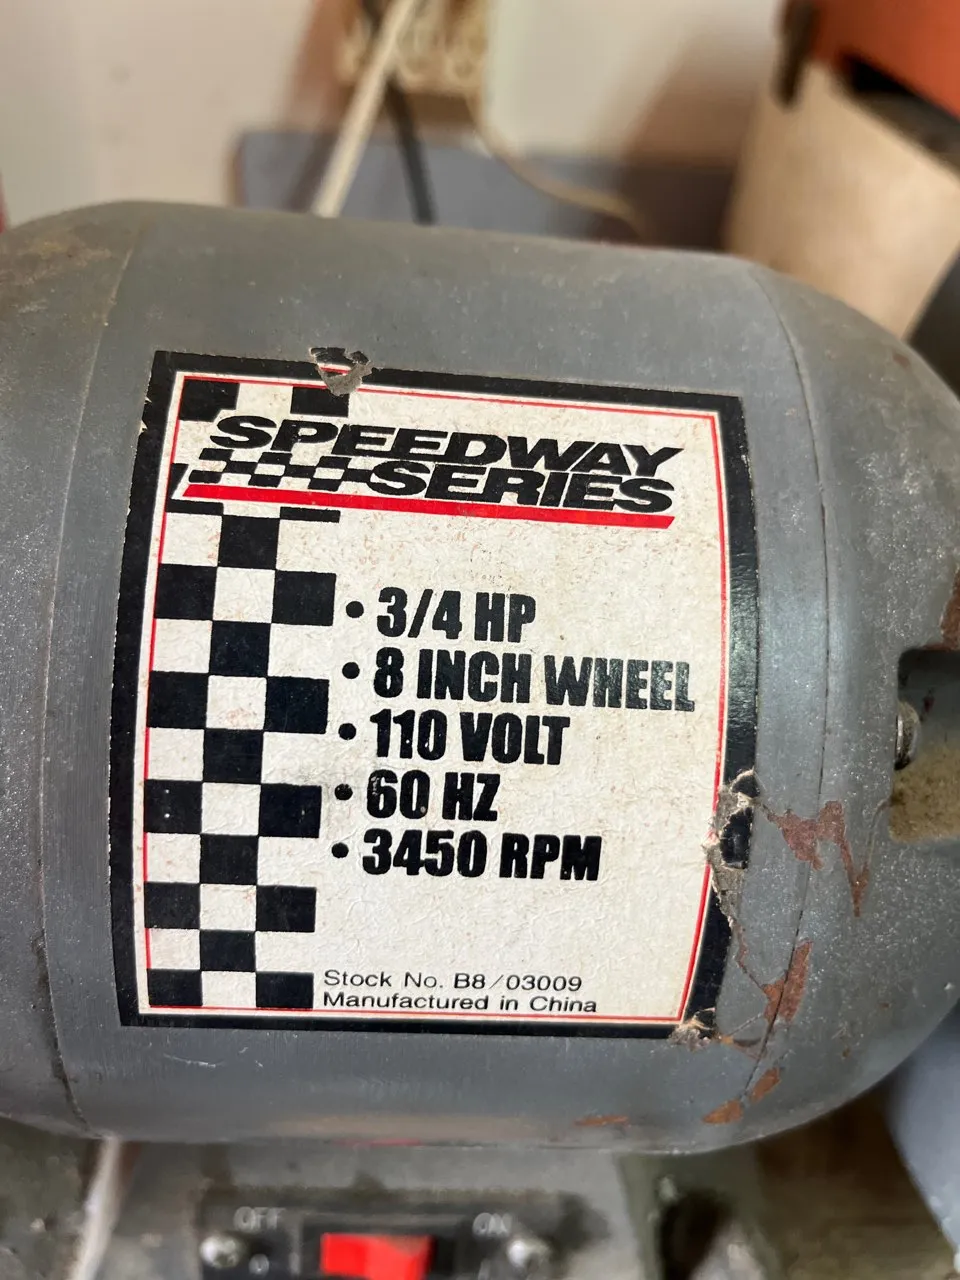 SPEEDWAY
SERIES
• 3/4 HP
• 8 INCH WHEEL
• 110 VOLT
• 60 HZ
• 3450 RPM
Stock No. B8/03009
Manufactured in China
OFF ON